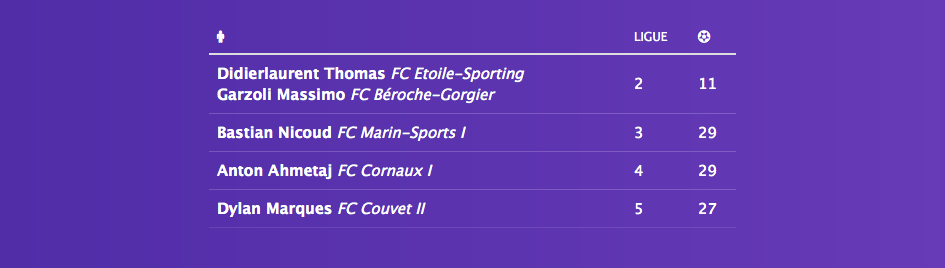 LIGUE
Didierlaurent Thomas FC Etoile-Sporting
Garzoli Massimo FC Béroche-Gorgier
2
11
Bastian Nicoud FC Marin-Sports I
3
29
Anton Ahmetaj FC Cornaux I
4
29
Dylan Marques FC Couvet II
5
27